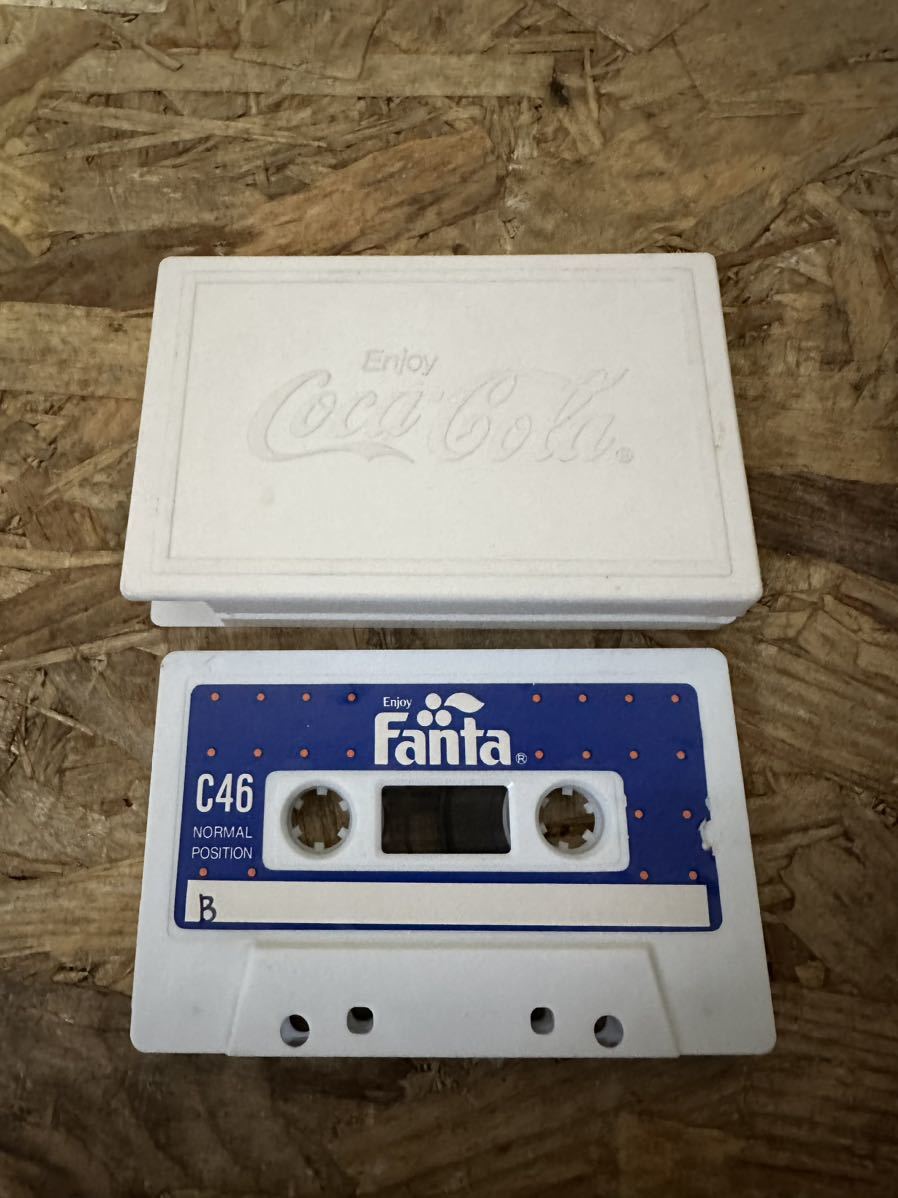 Enjoy
Coca-Cola®
Enjoy
Fanta®
C46
NORMAL
POSITION
B